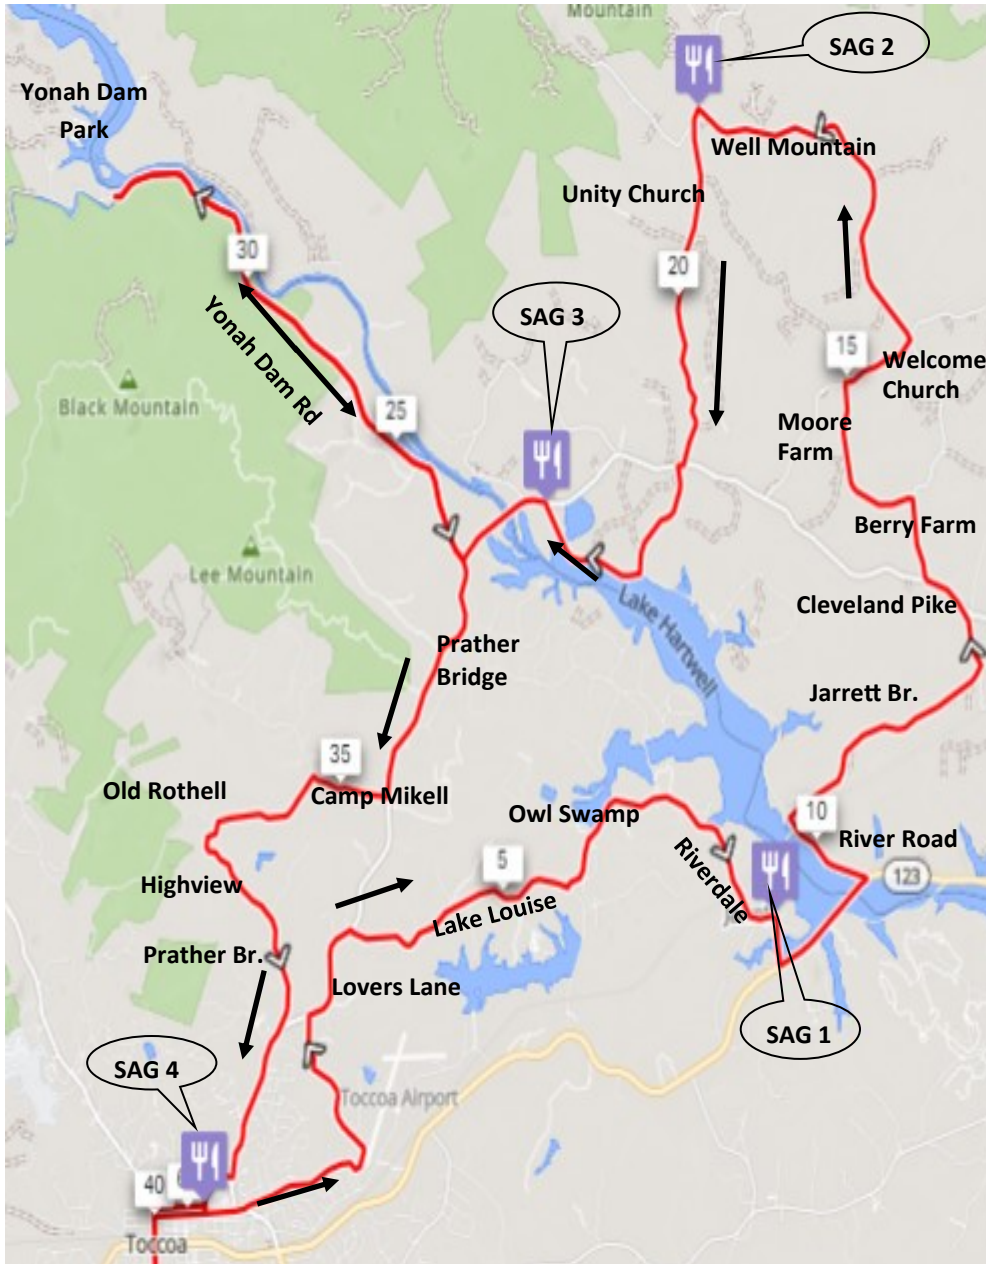 Mountain
SAG 2
Yonah Dam
Park
Well Mountain
Unity Church
30
20
SAG 3
Yonah Dam Rd
15
Welcome
Church
Black Mountain
25
Moore
Farm
Berry Farm
Lee Mountain
Lake Hartwell
Cleveland Pike
Prather
Bridge
Jarrett Br.
35
Old Rothell
Camp Mikell
Owl Swamp
10
River Road
5
Riverdale
123
Highview
Lake Louise
Prather Br.
Lovers Lane
SAG 1
SAG 4
Toccoa Airport
40
Toccoa